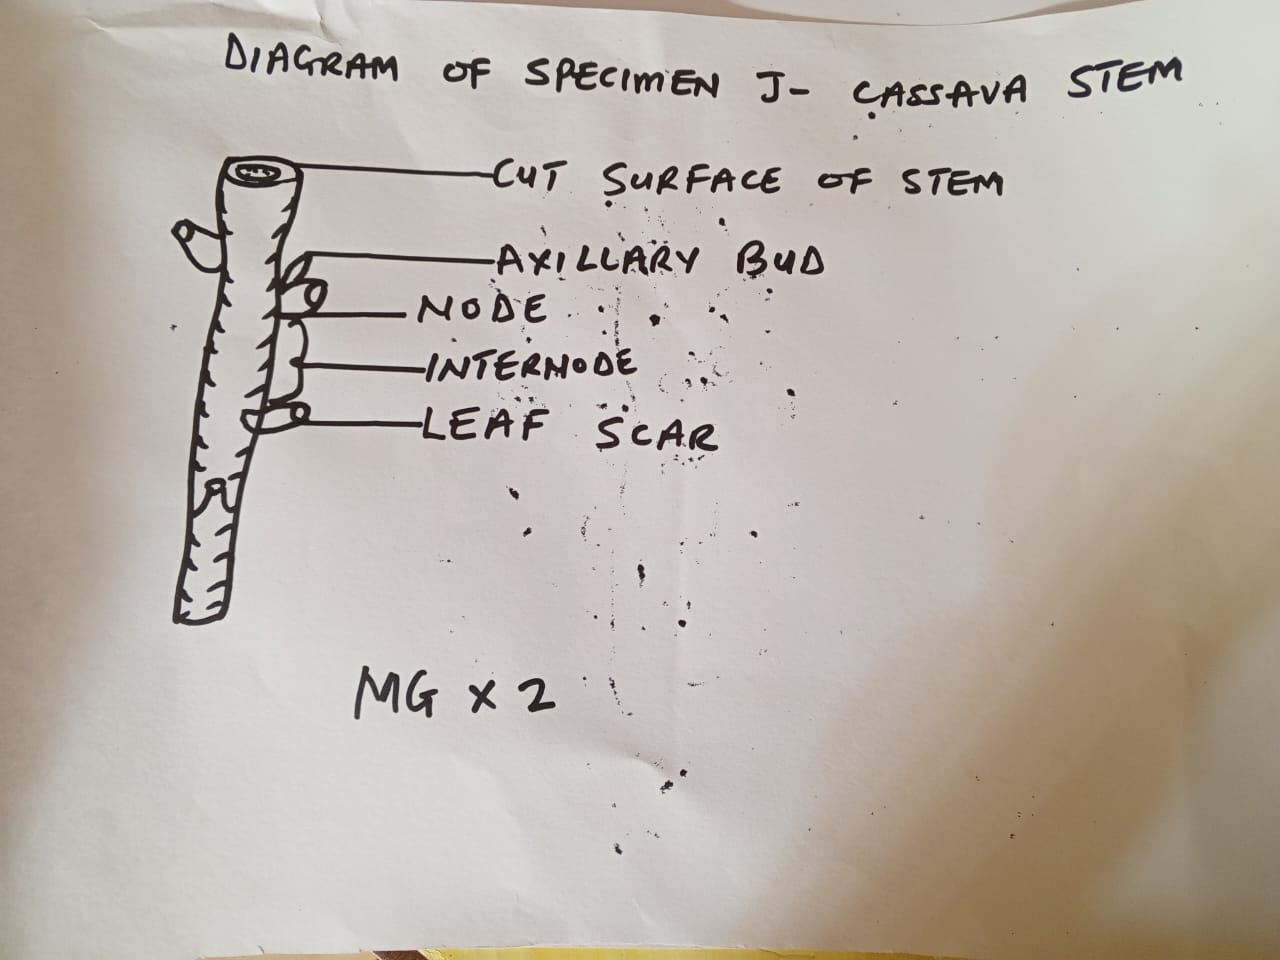 DIAGRAM OF SPECIMEN J- CASSAVA STEM
CUT SURFACE OF STEM
AXILLARY BUD
NODE
INTERNODE
LEAF SCAR
MG x 2